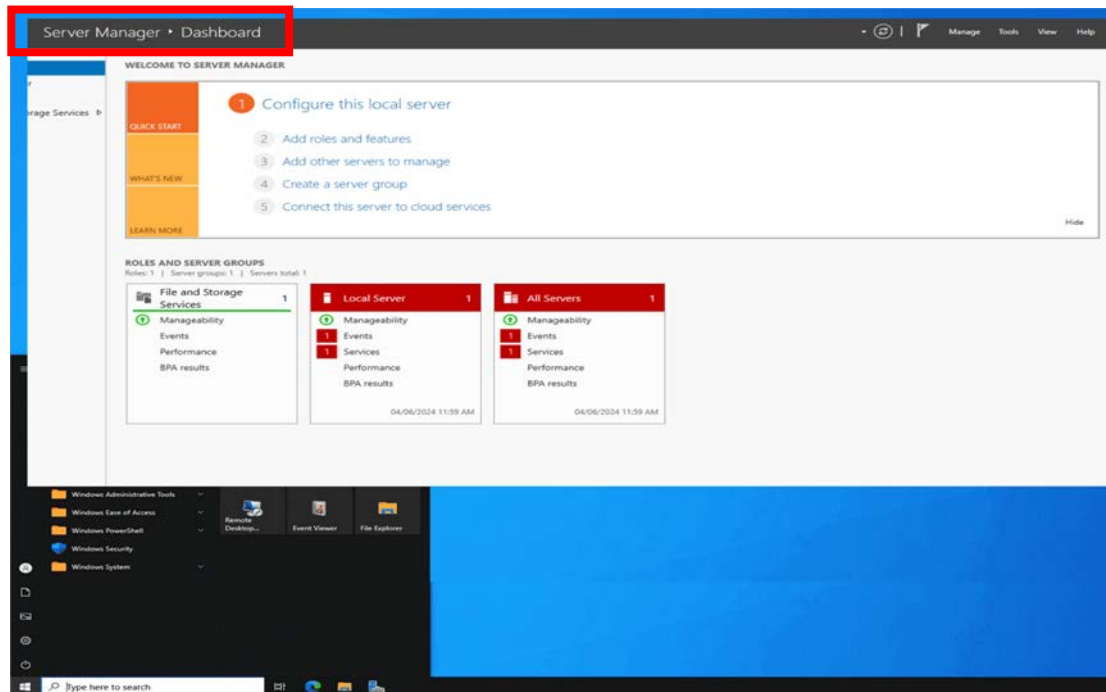 Server Manager ‣ Dashboard
Manage Tools View Help
WELCOME TO SERVER MANAGER
r
orage Services
QUICK START
WHAT'S NEW
LEARN MORE
1 Configure this local server
2 Add roles and features
3 Add other servers to manage
4 Create a server group
5 Connect this server to cloud services
Hide
ROLES AND SERVER GROUPS
Roles: 1 | Server groups: 1 | Servers total: 1
File and Storage
Services
1
Manageability
Events
Performance
BPA results
Local Server 1
Manageability
1 Events
1 Services
Performance
BPA results
04/06/2024 11:59 AM
All Servers 1
Manageability
1 Events
1 Services
Performance
BPA results
04/06/2024 11:59 AM
Windows Administrative Tools
Windows Ease of Access
Windows PowerShell
Windows Security
Windows System
Remote
Desktop...
Event Viewer
File Explorer
Type here to search